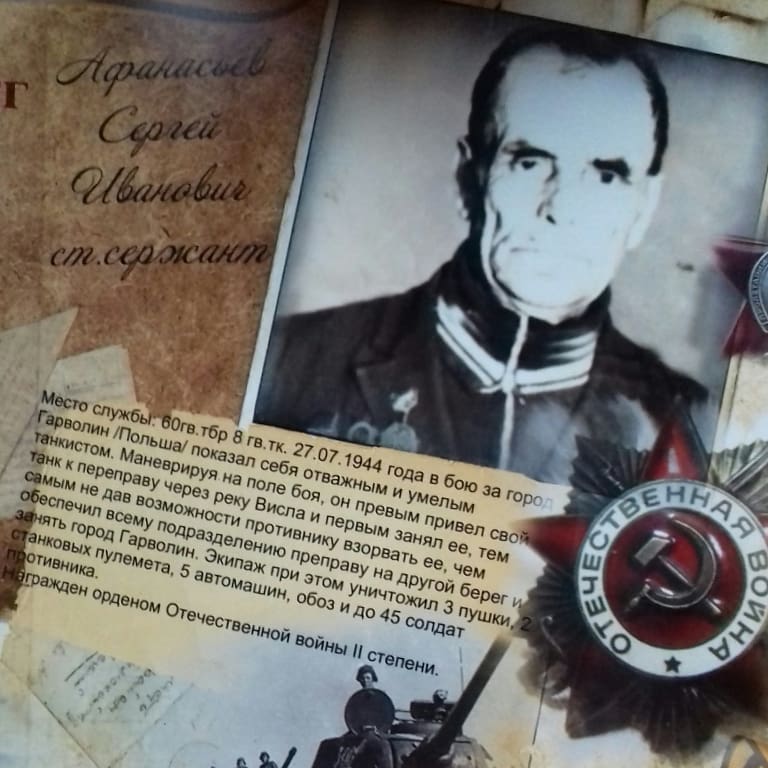 Афанасьев
Сергей
Иванович
ст.сержант
Место службы: 60гв.тбр 8 гв.тк. 27.07.1944 года в бою за город
Гарволин /Польша/ показал себя отважным и умелым
танкистом. Маневрируя на поле боя, он превым привел свой
танк к переправу через реку Висла и первым занял ее, тем
самым не дав возможности противнику взорвать ее, чем
обеспечил всему подразделению преправу на другой берег и
занять город Гарволин. Экипаж при этом уничтожил 3 пушки, 2
станковых пулемета, 5 автомашин, обоз и до 45 солдат
противника.
Награжден орденом Отечественной войны II степени.
ОТЕЧЕСТВЕННАЯ ВОЙНА